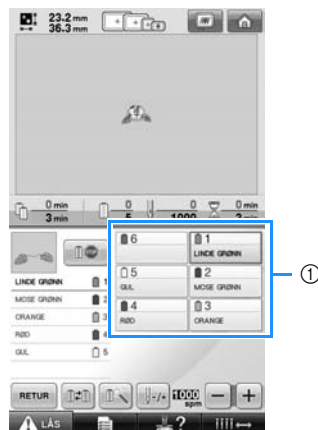 23.2 mm
36.3 mm
0 min
3 min
0
5
0
1000
0 min
3 min
6
1
LINDE GRØNN
5
GUL
2
MOSE GRØNN
4
RØD
3
ORANGE
①
LINDE GRØNN 1
MOSE GRØNN 2
ORANGE 3
RØD 4
GUL 5
RETUR
-/+
1000
spm
- +
LÅS
?